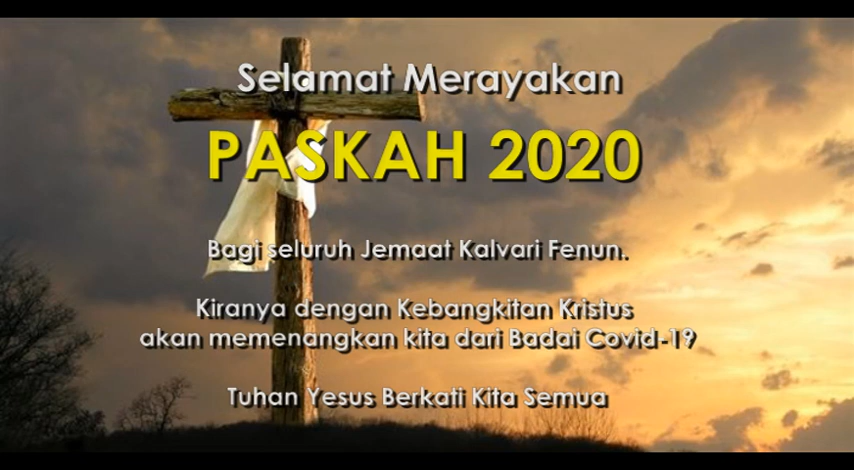 Selamat Merayakan
PASKAH 2020
Bagi seluruh Jemaat Kalvari Fenun.
Kiranya dengan Kebangkitan Kristus
akan memenangkan kita dari Badai Covid-19
Tuhan Yesus Berkati Kita Semua